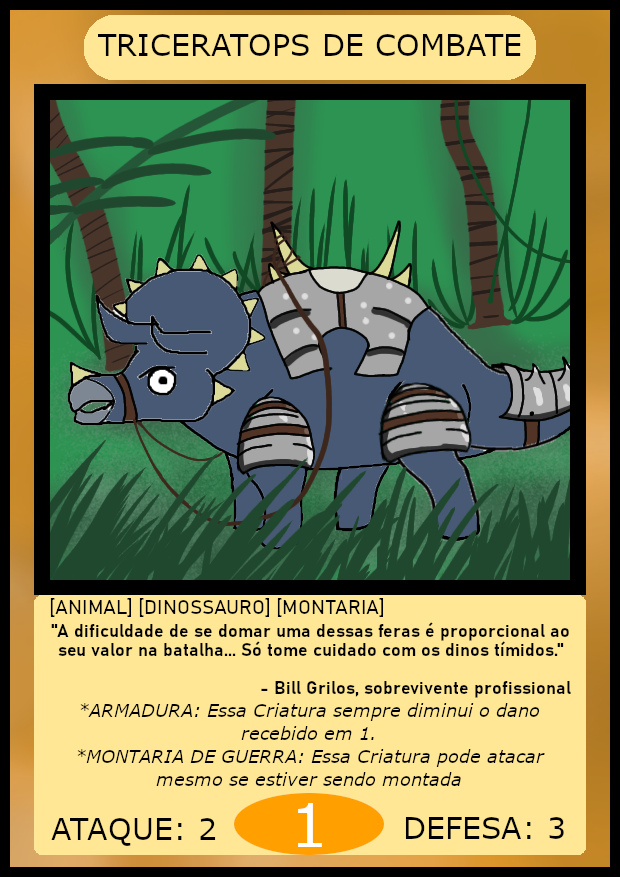 TRICERATOPS DE COMBATE
[ANIMAL] [DINOSSAURO] [MONTARIA]
"A dificuldade de se domar uma dessas feras é proporcional ao
seu valor na batalha... Só tome cuidado com os dinos tímidos."
- Bill Grilos, sobrevivente profissional
*ARMADURA: Essa Criatura sempre diminui o dano
recebido em 1.
*MONTARIA DE GUERRA: Essa Criatura pode atacar
mesmo se estiver sendo montada
ATAQUE: 2 1 DEFESA: 3